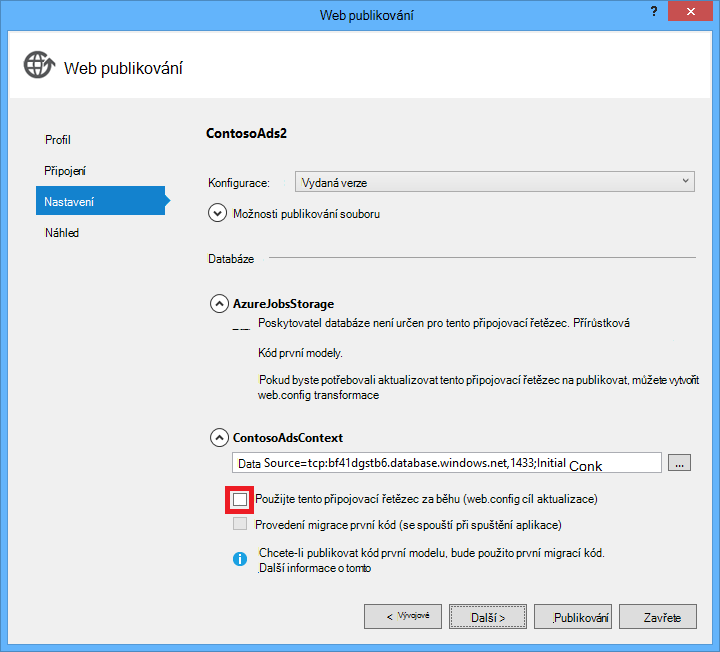 Web publikování
?
Web publikování
Profil
Připojení
Nastavení
Náhled
ContosoAds2
Konfigurace:
Vydaná verze
Možnosti publikování souboru
Databáze
AzureJobsStorage
Poskytovatel databáze není určen pro tento připojovací řetězec. Přírůstková
Kód první modely.
Pokud byste potřebovali aktualizovat tento připojovací řetězec na publikovat, můžete vytvořit
web.config transformace
ContosoAdsContext
Data Source=tcp:bf41dgstb6.database.windows.net,1433;Initial Conk
...
Použijte tento připojovací řetězec za běhu (web.config cíl aktualizace)
Provedení migrace první kód (se spouští při spuštění aplikace)
Chcete-li publikovat kód první modelu, bude použito první migrací kód.
Další informace o tomto
< Vývojové
Další >
Publikování
Zavřete